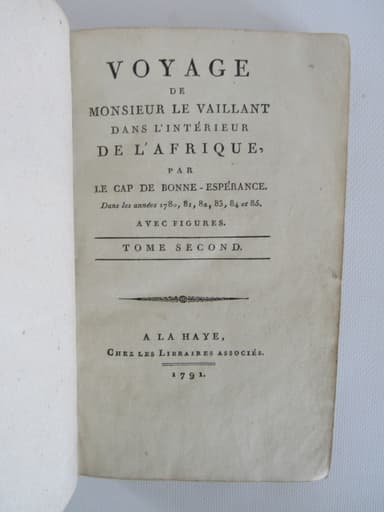 VOYAGE
DE
MONSIEUR LE VAILLANT
DANS L'INTÉRIEUR
DE L'AFRIQUE,
PAR
LE CAP DE BONNE-ESPÉRANCE.
Dans les années 1780, 81, 82, 83, 84 et 85.
AVEC FIGURES.
TOME SECOND.
A LA HAYE,
CHEZ LES LIBRAIRES ASSOCIÉS.
1791.